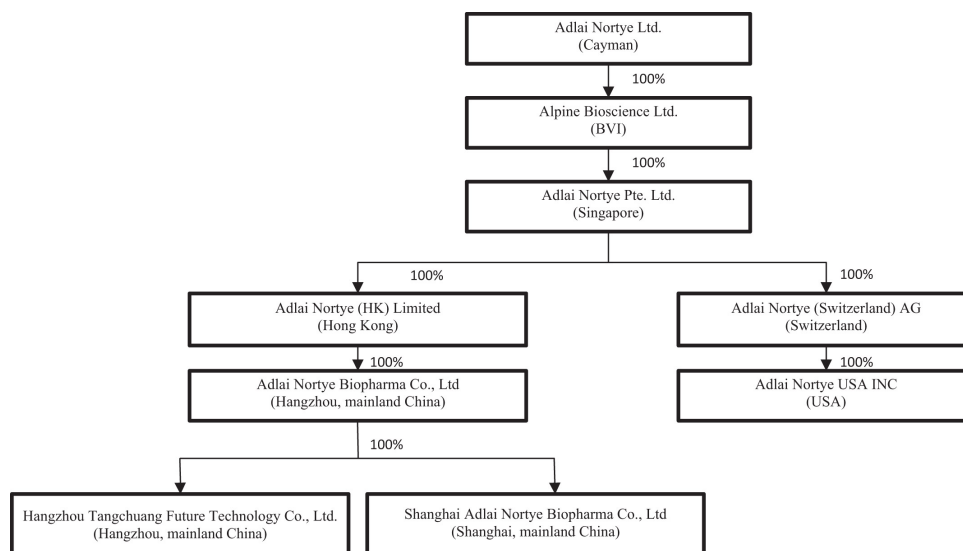 Adlai Nortye Ltd.
(Cayman)
100%
Alpine Bioscience Ltd.
(BVI)
100%
Adlai Nortye Pte. Ltd.
(Singapore)
100%
100%
Adlai Nortye (HK) Limited
(Hong Kong)
Adlai Nortye (Switzerland) AG
(Switzerland)
100%
100%
Adlai Nortye Biopharma Co., Ltd
(Hangzhou, mainland China)
Adlai Nortye USA INC
(USA)
100%
Hangzhou Tangchuang Future Technology Co., Ltd.
(Hangzhou, mainland China)
Shanghai Adlai Nortye Biopharma Co., Ltd
(Shanghai, mainland China)